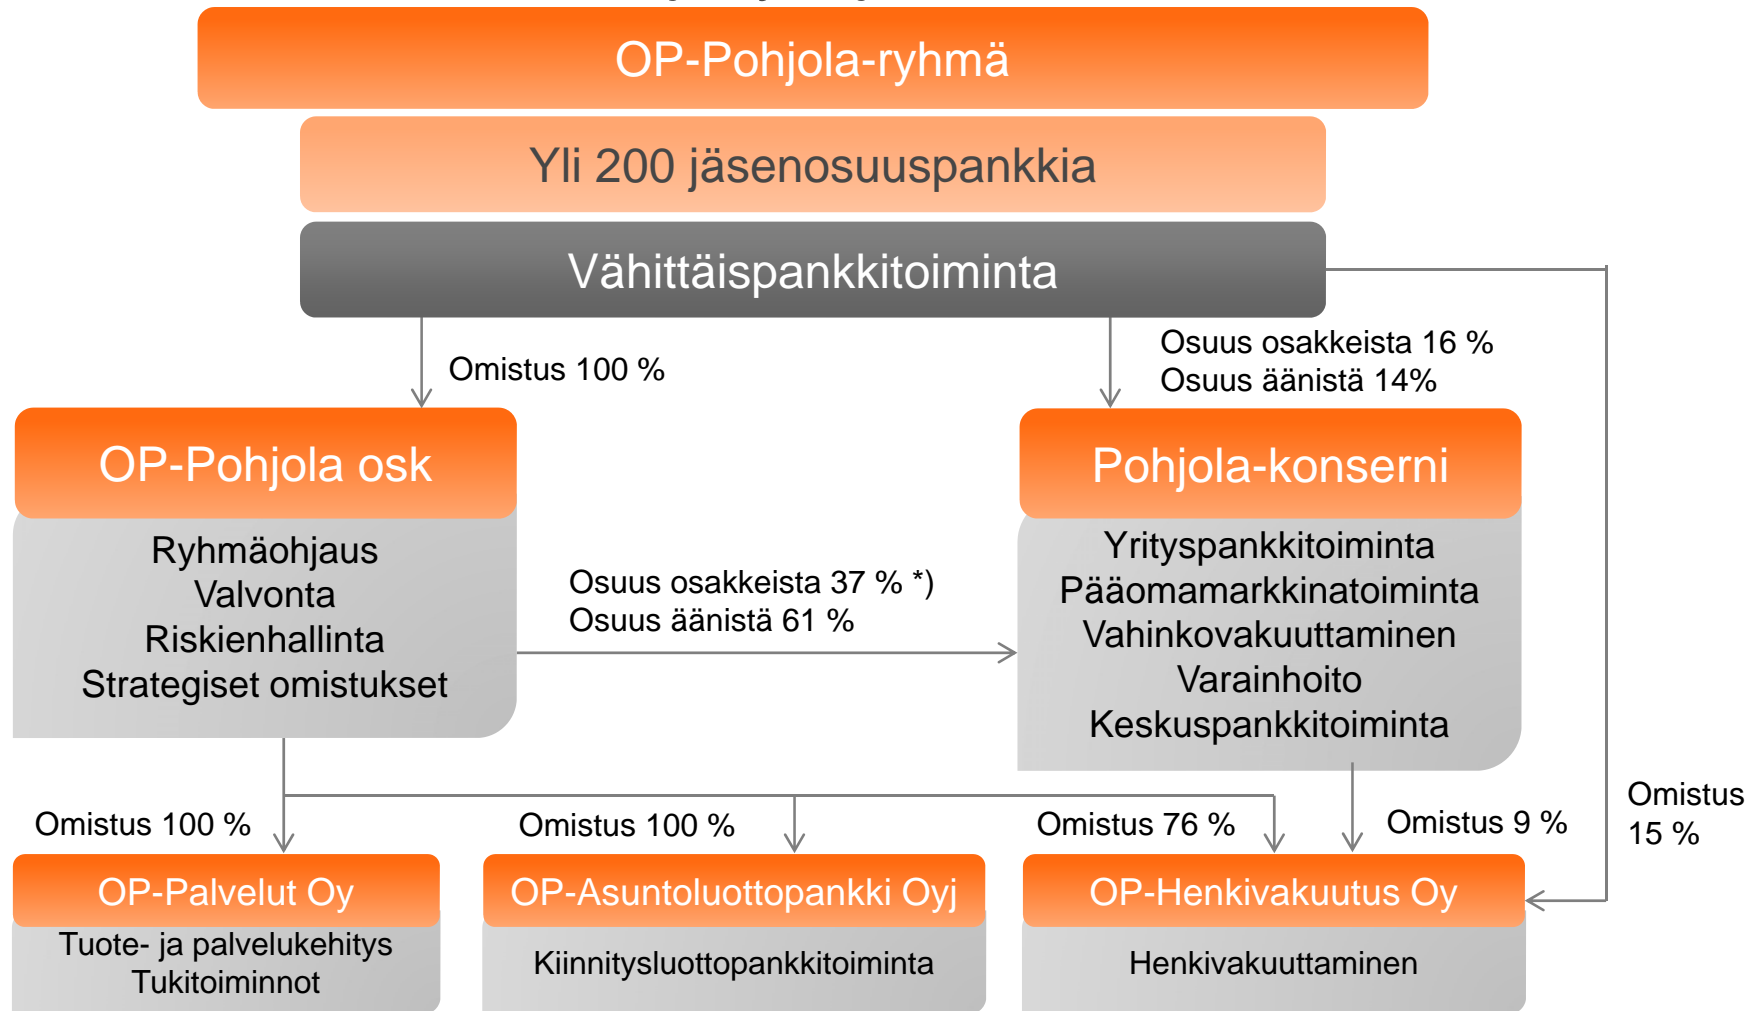 OP-Pohjola-ryhmä
Yli 200 jäsenosuuspankkia
Vähittäispankkitoiminta
Omistus 100 %
Osuus osakkeista 16 %
Osuus äänistä 14%
OP-Pohjola osk
Ryhmäohjaus
Valvonta
Riskienhallinta
Strategiset omistukset
Osuus osakkeista 37 % *)
Osuus äänistä 61 %
Pohjola-konserni
Yrityspankkitoiminta
Pääomamarkkinatoiminta
Vahinkovakuuttaminen
Varainhoito
Keskuspankkitoiminta
Omistus 100 %
Omistus 100 %
Omistus 76 %
Omistus 9 %
Omistus
15 %
OP-Palvelut Oy
Tuote- ja palvelukehitys
Tukitoiminnot
OP-Asuntoluottopankki Oyj
Kiinnitysluottopankkitoiminta
OP-Henkivakuutus Oy
Henkivakuuttaminen